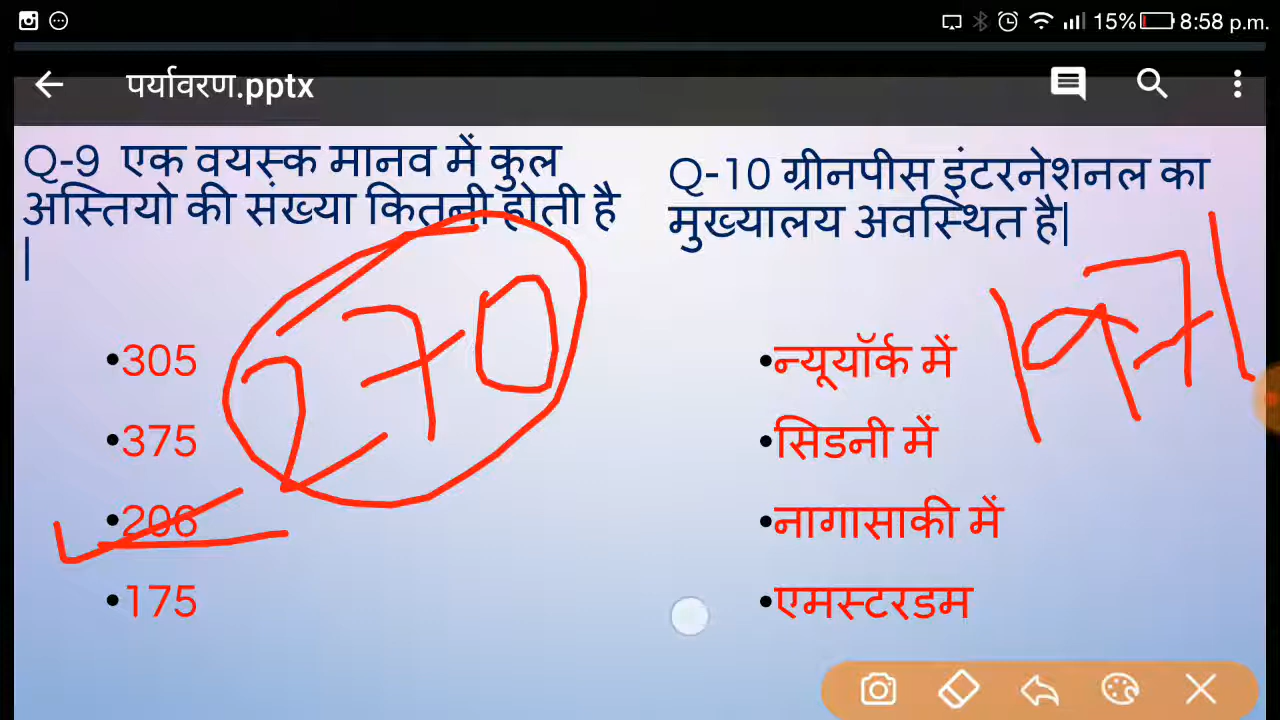 15% 8:58 p.m.
पर्यावरण.pptx
Q-9 एक वयस्क मानव में कुल
अस्तियो की संख्या कितनी होती है
|
•305
•375
•206
•175
270
Q-10 ग्रीनपीस इंटरनेशनल का
मुख्यालय अवस्थित है|
•न्यूयॉर्क में
•सिडनी में
•नागासाकी में
•एमस्टरडम
1971